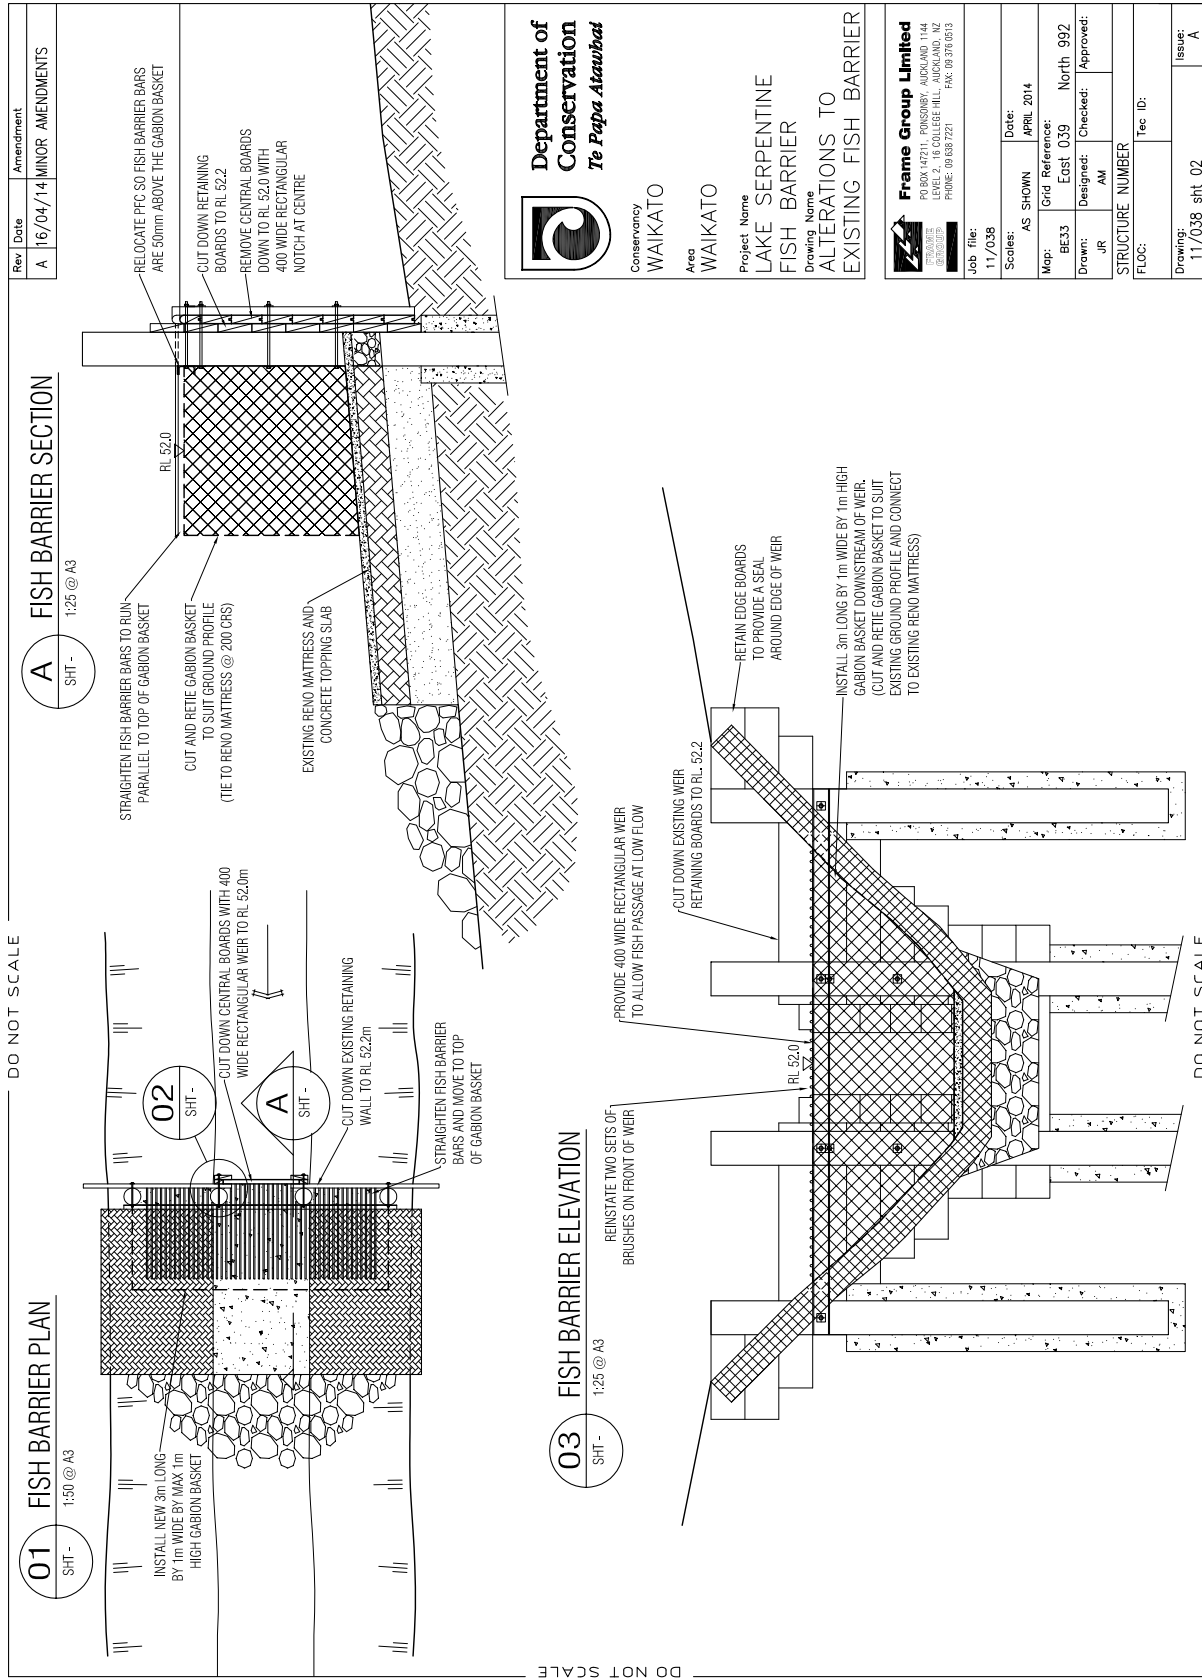 DO NOT SCALE
01
SHT -
FISH BARRIER PLAN
1:50 @ A3
INSTALL NEW 3m LONG
BY 1m WIDE BY MAX 1m
HIGH GABION BASKET
02
SHT -
CUT DOWN CENTRAL BOARDS WITH 400
WIDE RECTANGULAR WEIR TO RL 52.0m
A
SHT -
CUT DOWN EXISTING RETAINING
WALL TO RL 52.2m
STRAIGHTEN FISH BARRIER
BARS AND MOVE TO TOP
OF GABION BASKET
A
SHT -
FISH BARRIER SECTION
1:25 @ A3
STRAIGHTEN FISH BARRIER BARS TO RUN
PARALLEL TO TOP OF GABION BASKET
CUT AND RETIE GABION BASKET
TO SUIT GROUND PROFILE
(TIE TO RENO MATTRESS @ 200 CRS)
EXISTING RENO MATTRESS AND
CONCRETE TOPPING SLAB
RL 52.0
RELOCATE PFC SO FISH BARRIER BARS
ARE 50mm ABOVE THE GABION BASKET
CUT DOWN RETAINING
BOARDS TO RL 52.2
REMOVE CENTRAL BOARDS
DOWN TO RL 52.0 WITH
400 WIDE RECTANGULAR
NOTCH AT CENTRE
03
SHT -
FISH BARRIER ELEVATION
1:25 @ A3
REINSTATE TWO SETS OF
BRUSHES ON FRONT OF WEIR
RL 52.0
PROVIDE 400 WIDE RECTANGULAR WEIR
TO ALLOW FISH PASSAGE AT LOW FLOW
CUT DOWN EXISTING WEIR
RETAINING BOARDS TO RL. 52.2
RETAIN EDGE BOARDS
TO PROVIDE A SEAL
AROUND EDGE OF WEIR
INSTALL 3m LONG BY 1m WIDE BY 1m HIGH
GABION BASKET DOWNSTREAM OF WEIR.
(CUT AND RETIE GABION BASKET TO SUIT
EXISTING GROUND PROFILE AND CONNECT
TO EXISTING RENO MATTRESS)
Rev Date Amendment
A 16/04/14 MINOR AMENDMENTS
Department of
Conservation
Te Papa Atawhai
Conservancy
WAIKATO
Area
WAIKATO
Project Name
LAKE SERPENTINE
FISH BARRIER
Drawing Name
ALTERATIONS TO
EXISTING FISH BARRIER
FRAME
GROUP
Frame Group Limited
PO BOX 147211, PONSONBY, AUCKLAND 1144
LEVEL 2, 16 COLLEGE HILL, AUCKLAND, NZ
PHONE: 09 638 7221 FAX: 09 376 0513
Job file:
11/038
Scales: AS SHOWN
Date: APRIL 2014
Map: BE33
Grid Reference: East 039 North 992
Drawn: JR
Designed: AM
Checked:
Approved:
STRUCTURE NUMBER
FLOC:
Tec ID:
Drawing: 11/038 sht 02
Issue: A
DO NOT SCALE
DO NOT SCALE